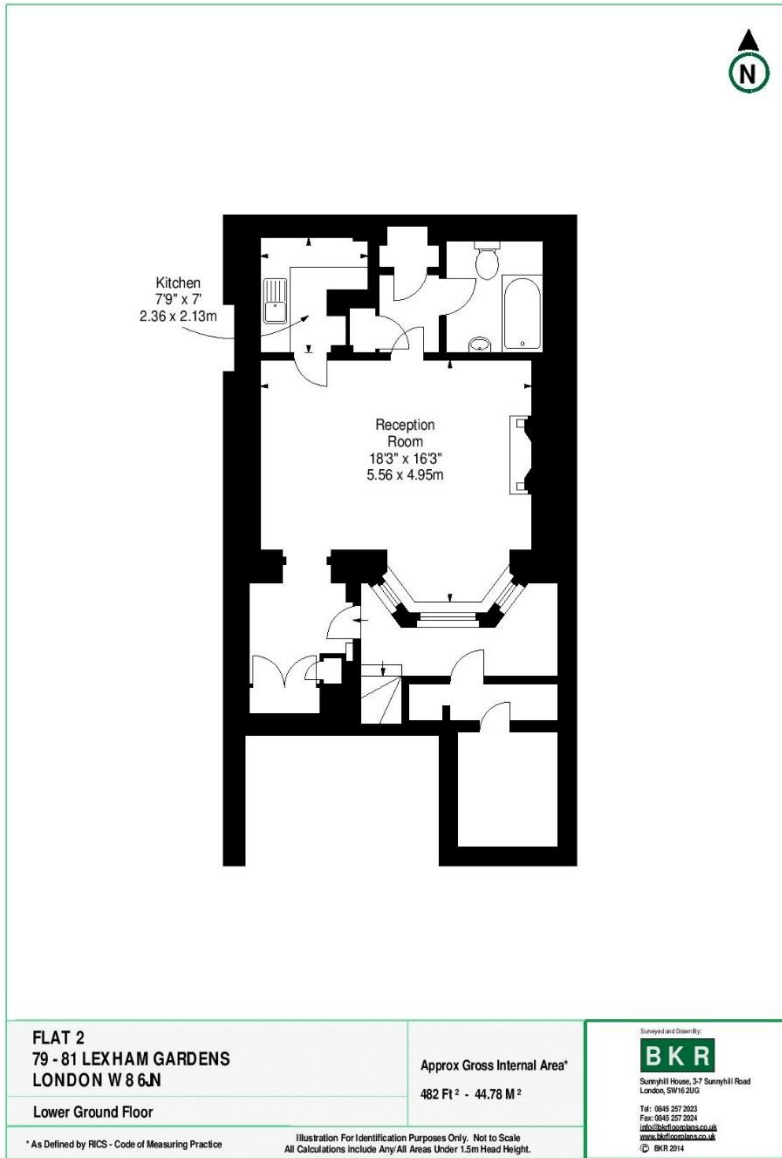 N
Kitchen
7'9" x 7'
2.36 x 2.13m
Reception
Room
18'3" x 16'3"
5.56 x 4.95m
FLAT 2
79 - 81 LEXHAM GARDENS
LONDON W8 6JN
Lower Ground Floor
Approx Gross Internal Area*
482 Ft² - 44.78 M²
* As Defined by RICS - Code of Measuring Practice
Illustration For Identification Purposes Only. Not to Scale
All Calculations include Any/All Areas Under 1.5m Head Height.
Surveyed and Drawn By:
BKR
Sunnyhill House, 3-7 Sunnyhill Road
London, SW16 2UG
Tel: 0845 257 2023
Fax: 0845 257 2024
info@bkrfloorplans.co.uk
www.bkrfloorplans.co.uk
© BKR 2014